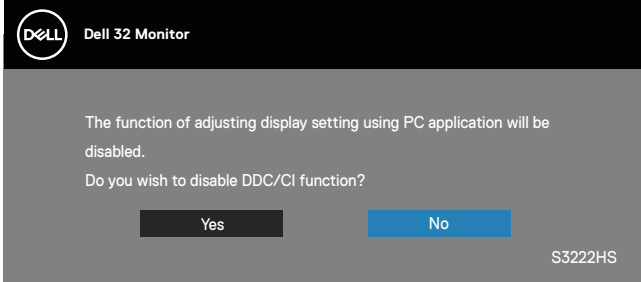 DELL
Dell 32 Monitor
The function of adjusting display setting using PC application will be
disabled.
Do you wish to disable DDC/CI function?
Yes
No
S3222HS